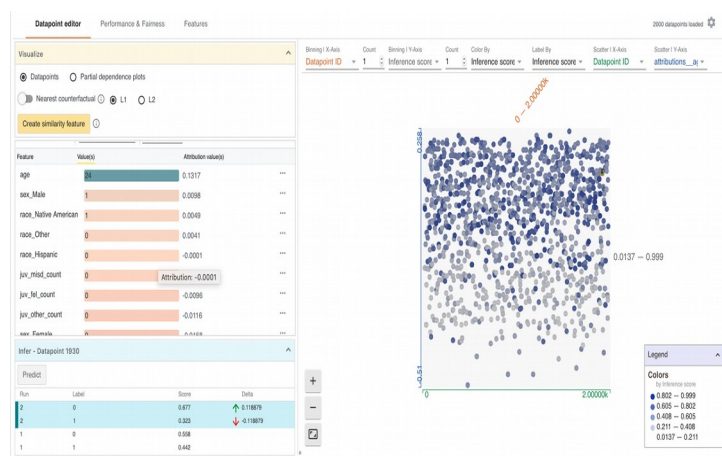 Datapoint editor Performance & Fairness Features 2000 datapoints loaded
Visualize
Datapoints Partial dependence plots
Nearest counterfactual L1 L2
Create similarity feature
Feature Value(s) Attribution value(s)
age 24 0.1317
sex_Male 1 0.0098
race_Native American 1 0.0049
race_Other 0 0.0041
race_Hispanic 0 -0.0001
juv_misd_count 0
Attribution: -0.0001
juv_fel_count 0 -0.0096
juv_other_count 0 -0.0116
sex_Female 0 -0.0158
Infer - Datapoint 1930
Predict
Run Label Score Delta
2 0 0.677 0.118879
2 1 0.323 -0.118879
1 0 0.558
1 1 0.442
Binning | X-Axis Count Binning | Y-Axis Count Color By Label By Scatter | X-Axis Scatter | Y-Axis
Datapoint ID 1 Inference score 1 Inference score Inference score Datapoint ID attributions__a
0 — 2.00000k
0.258
0.0137 — 0.999
-0.51
0 2.00000k
+
−
Legend
Colors
by Inference score
0.802 — 0.999
0.605 — 0.802
0.408 — 0.605
0.211 — 0.408
0.0137 — 0.211